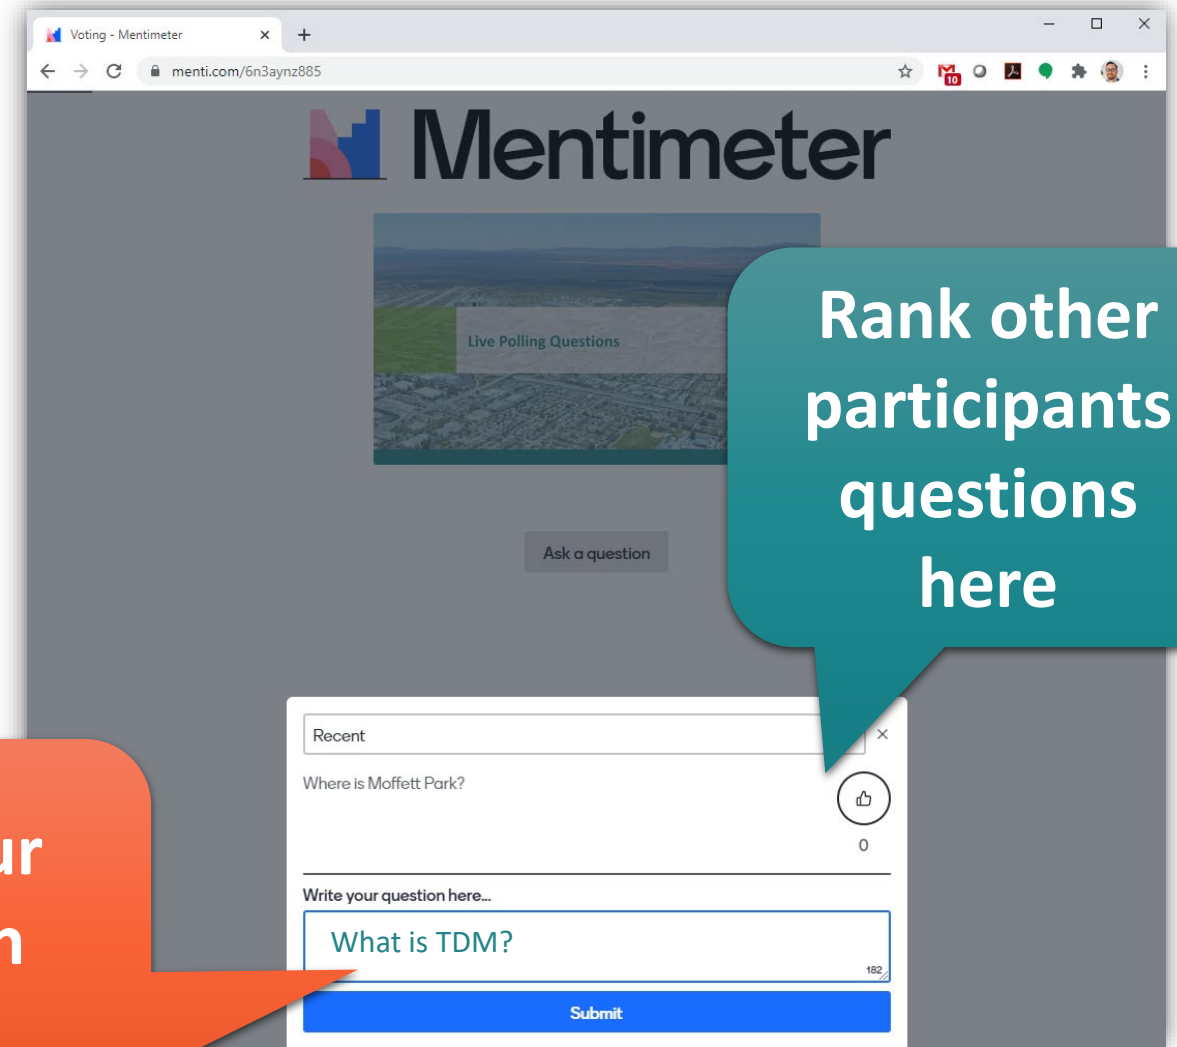 Voting - Mentimeter
menti.com/6n3aynz885
10
Mentimeter
Live Polling Questions
Rank other
participants
questions
here
Ask a question
Recent
Where is Moffett Park?
0
Write your question here...
What is TDM?
182
Submit